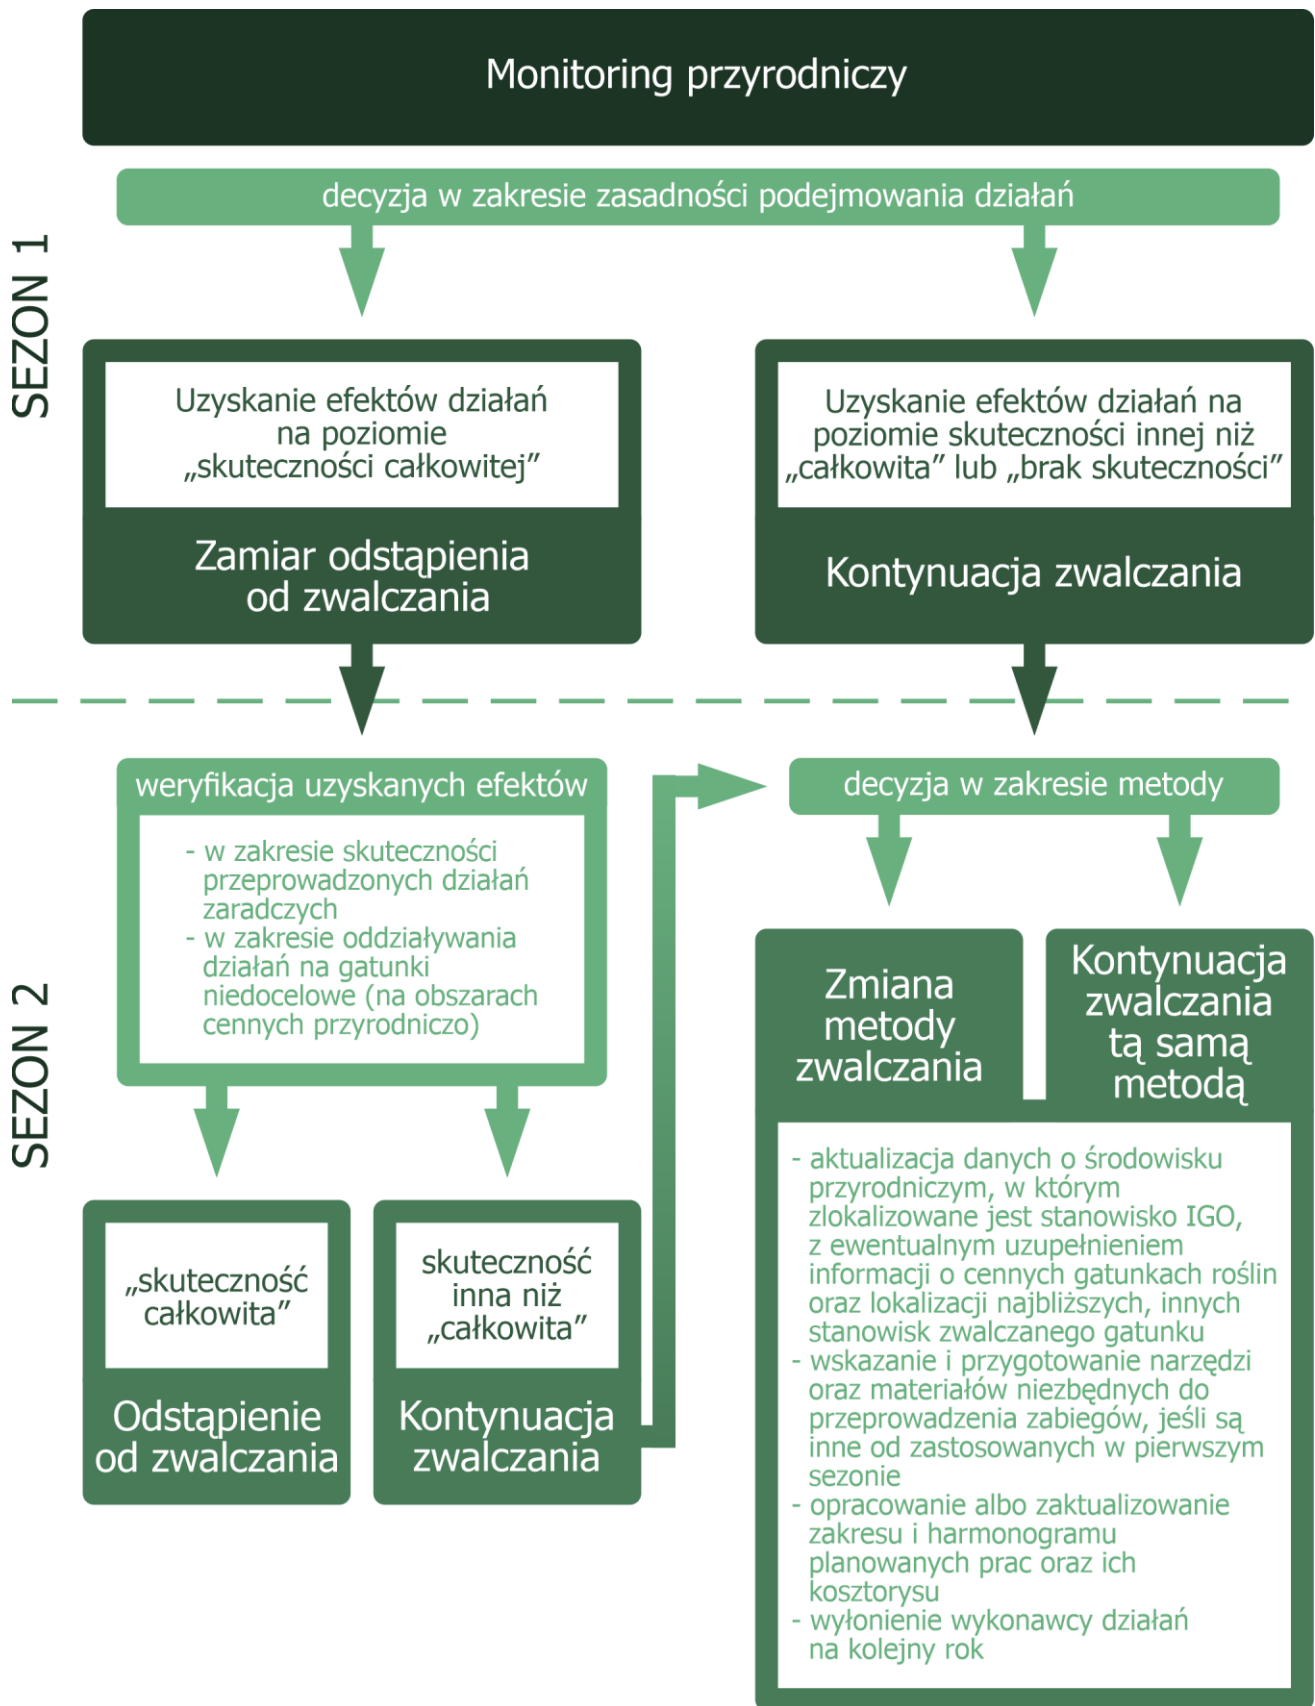 Monitoring przyrodniczy
SEZON 1
decyzja w zakresie zasadności podejmowania działań
Uzyskanie efektów działań
na poziomie
„skuteczności całkowitej”
Zamiar odstąpienia
od zwalczania
Uzyskanie efektów działań na
poziomie skuteczności innej niż
„całkowita” lub „brak skuteczności”
Kontynuacja zwalczania
SEZON 2
weryfikacja uzyskanych efektów
- w zakresie skuteczności
przeprowadzonych działań
zaradczych
- w zakresie oddziaływania
działań na gatunki
niedocelowe (na obszarach
cennych przyrodniczo)
„skuteczność
całkowita”
Odstąpienie
od zwalczania
skuteczność
inna niż
„całkowita”
Kontynuacja
zwalczania
decyzja w zakresie metody
Zmiana
metody
zwalczania
Kontynuacja
zwalczania
tą samą
metodą
- aktualizacja danych o środowisku
przyrodniczym, w którym
zlokalizowane jest stanowisko IGO,
z ewentualnym uzupełnieniem
informacji o cennych gatunkach roślin
oraz lokalizacji najbliższych, innych
stanowisk zwalczanego gatunku
- wskazanie i przygotowanie narzędzi
oraz materiałów niezbędnych do
przeprowadzenia zabiegów, jeśli są
inne od zastosowanych w pierwszym
sezonie
- opracowanie albo zaktualizowanie
zakresu i harmonogramu
planowanych prac oraz ich
kosztorysu
- wyłonienie wykonawcy działań
na kolejny rok